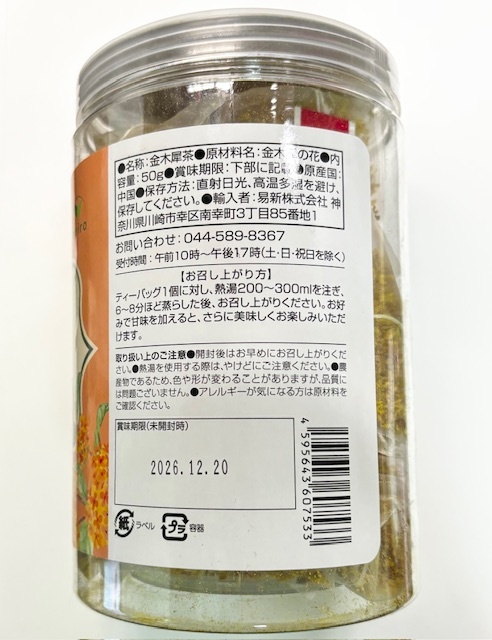 ●名称:金木犀茶●原材料名:金木犀の花●内
容量:50g●賞味期限:下部に記載●原産国:
中国●保存方法:直射日光、高温多湿を避け、
保存してください。●輸入者:易新株式会社 神
奈川県川崎市幸区南幸町3丁目85番地1
お問い合わせ:044-589-8367
受付時間:午前10時〜午後17時(土・日・祝日を除く)
【お召し上がり方】
ティーバッグ1個に対し、熱湯200〜300mlを注ぎ、
6〜8分ほど蒸らした後、お召し上がりください。お好
みで甘味を加えると、さらに美味しくお楽しみいただ
けます。
取り扱い上のご注意●開封後はお早めにお召し上がりくだ
さい。●熱湯を使用する際は、やけどにご注意ください。●農
産物であるため、色や形が変わることがありますが、品質に
は問題ございません。●アレルギーが気になる方は原材料を
ご確認ください。
賞味期限(未開封時)
2026.12.20
4595643607533
紙 ラベル プラ 容器